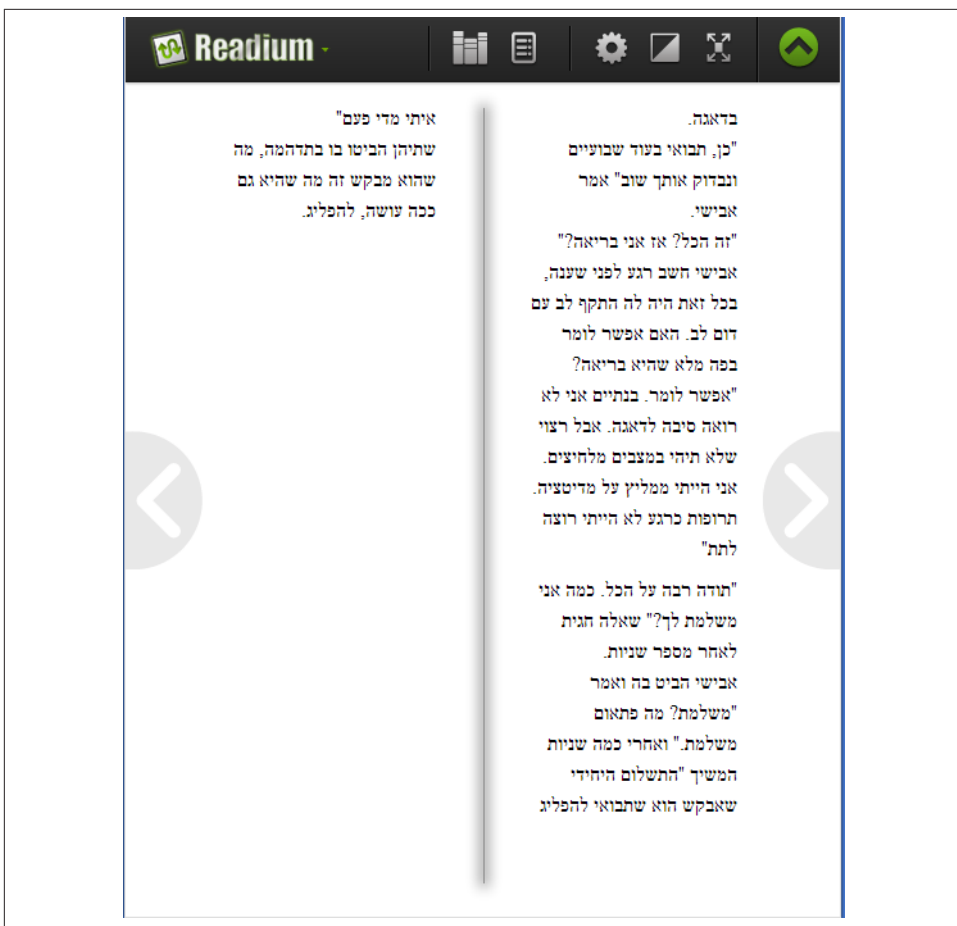 Readium
בדאגה.
"כן, תבואי בעוד שבועיים
ונבדוק אותך שוב" אמר
אבישי.
"זה הכל? אז אני בריאה?"
אבישי חשב רגע לפני שענה,
בכל זאת היה לה התקף לב עם
דום לב. האם אפשר לומר
בפה מלא שהיא בריאה?
"אפשר לומר. בנתיים אני לא
רואה סיבה לדאגה. אבל רצוי
שלא תיהי במצבים מלחיצים.
אני הייתי ממליץ על מדיטציה.
תרופות כרגע לא הייתי רוצה
לתת"
"תודה רבה על הכל. כמה אני
משלמת לך?" שאלה חגית
לאחר מספר שניות.
אבישי הביט בה ואמר
"משלמת? מה פתאום
משלמת." ואחרי כמה שניות
המשיך "התשלום היחידי
שאבקש הוא שתבואי להפליג
איתי מדי פעם"
שתיהן הביטו בו בתדהמה, מה
שהוא מבקש זה מה שהיא גם
ככה עושה, להפליג.